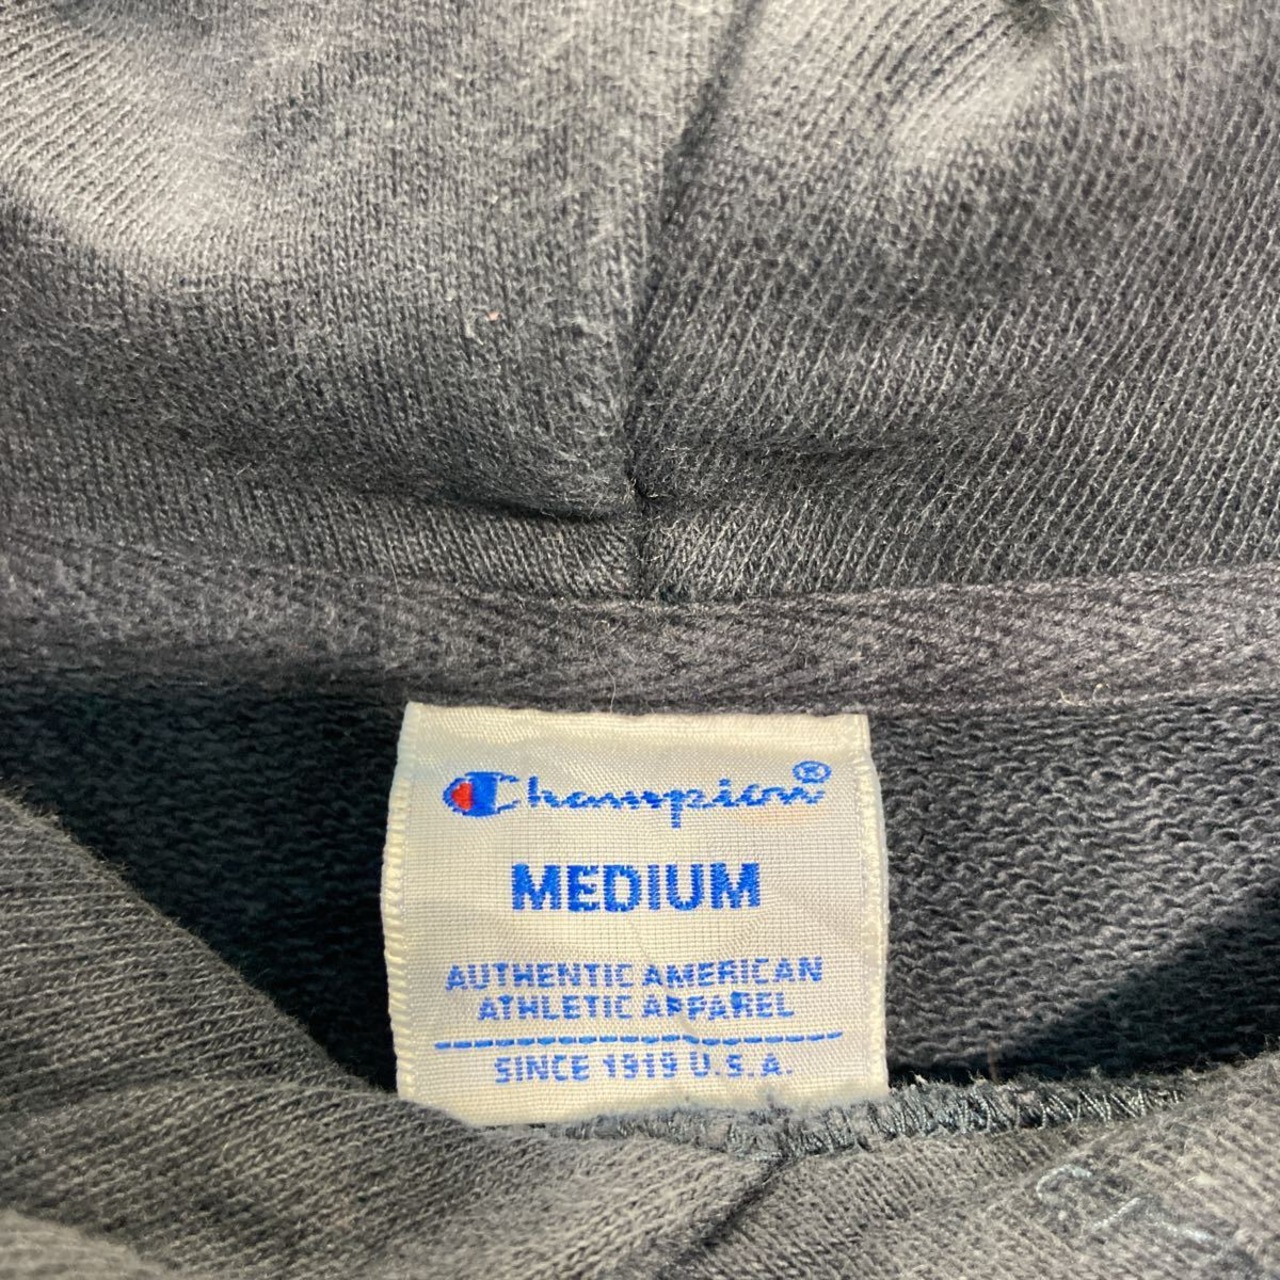 Champion®
MEDIUM
AUTHENTIC AMERICAN
ATHLETIC APPAREL
SINCE 1919 U.S.A.